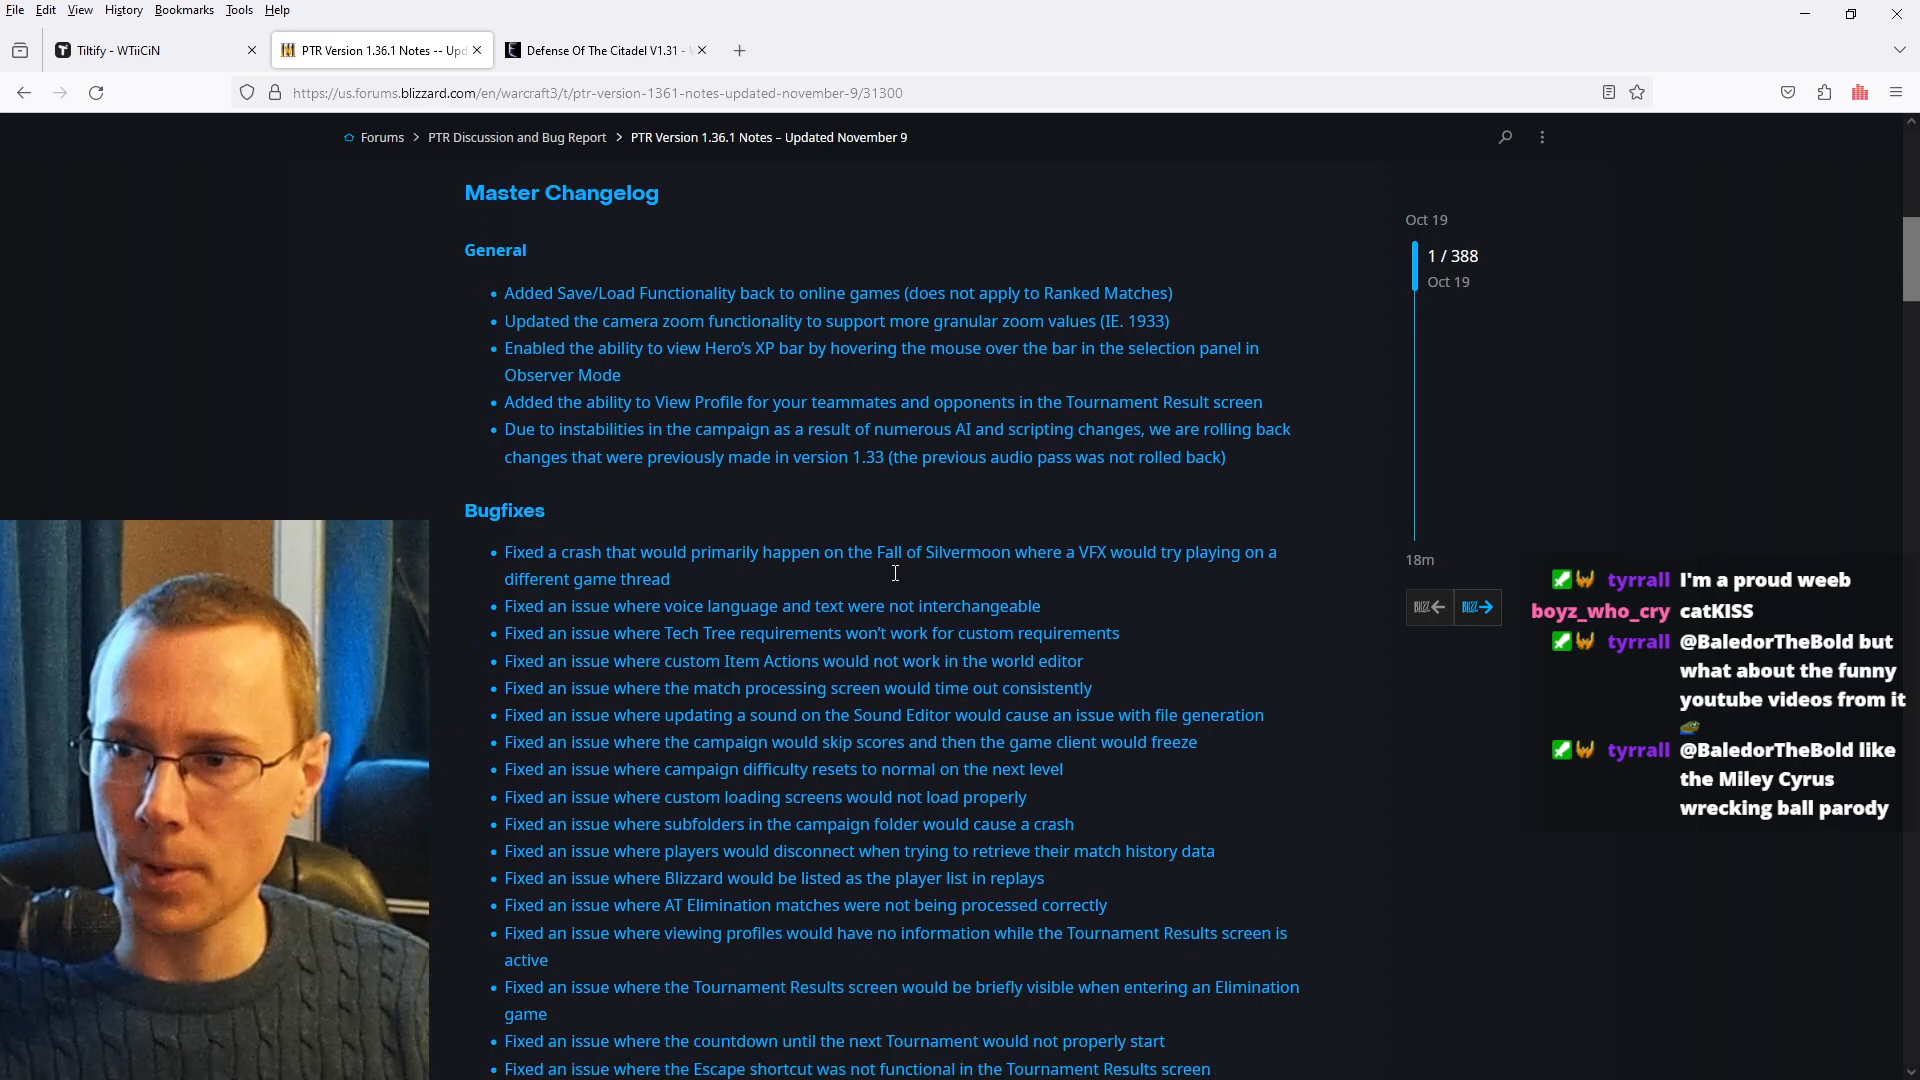 File Edit View History Bookmarks Tools Help
Tiltify - WTiiCiN
PTR Version 1.36.1 Notes -- Upd
Defense Of The Citadel V1.31 -
https://us.forums.blizzard.com/en/warcraft3/t/ptr-version-1361-notes-updated-november-9/31300
Forums > PTR Discussion and Bug Report > PTR Version 1.36.1 Notes – Updated November 9
Master Changelog
General
• Added Save/Load Functionality back to online games (does not apply to Ranked Matches)
• Updated the camera zoom functionality to support more granular zoom values (IE. 1933)
• Enabled the ability to view Hero’s XP bar by hovering the mouse over the bar in the selection panel in
Observer Mode
• Added the ability to View Profile for your teammates and opponents in the Tournament Result screen
• Due to instabilities in the campaign as a result of numerous AI and scripting changes, we are rolling back
changes that were previously made in version 1.33 (the previous audio pass was not rolled back)
Bugfixes
• Fixed a crash that would primarily happen on the Fall of Silvermoon where a VFX would try playing on a
different game thread
• Fixed an issue where voice language and text were not interchangeable
• Fixed an issue where Tech Tree requirements won’t work for custom requirements
• Fixed an issue where custom Item Actions would not work in the world editor
• Fixed an issue where the match processing screen would time out consistently
• Fixed an issue where updating a sound on the Sound Editor would cause an issue with file generation
• Fixed an issue where the campaign would skip scores and then the game client would freeze
• Fixed an issue where campaign difficulty resets to normal on the next level
• Fixed an issue where custom loading screens would not load properly
• Fixed an issue where subfolders in the campaign folder would cause a crash
• Fixed an issue where players would disconnect when trying to retrieve their match history data
• Fixed an issue where Blizzard would be listed as the player list in replays
• Fixed an issue where AT Elimination matches were not being processed correctly
• Fixed an issue where viewing profiles would have no information while the Tournament Results screen is
active
• Fixed an issue where the Tournament Results screen would be briefly visible when entering an Elimination
game
• Fixed an issue where the countdown until the next Tournament would not properly start
• Fixed an issue where the Escape shortcut was not functional in the Tournament Results screen
Oct 19
1 / 388
Oct 19
18m
BLIZZ BLIZZ
tyrrall I'm a proud weeb
boyz_who_cry catKISS
tyrrall @BaledorTheBold but
what about the funny
youtube videos from it
tyrrall @BaledorTheBold like
the Miley Cyrus
wrecking ball parody